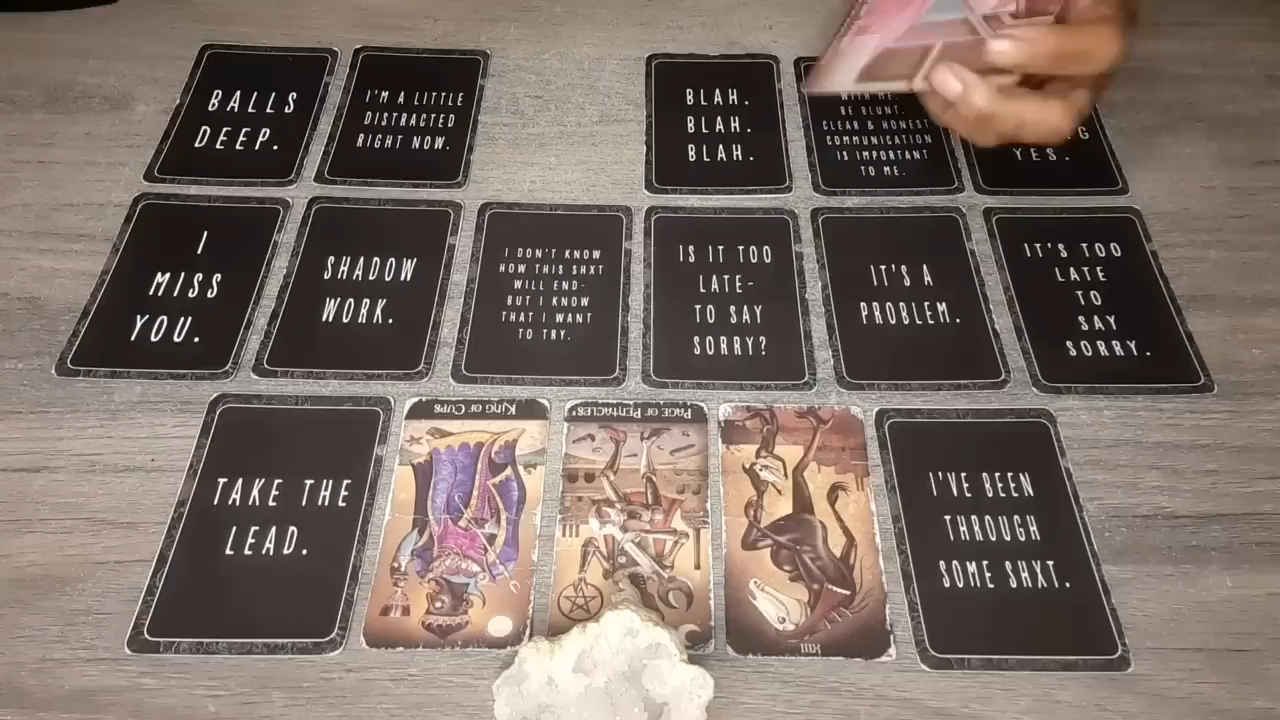 BALLS
DEEP.
I'M A LITTLE
DISTRACTED
RIGHT NOW.
BLAH.
BLAH.
BLAH.
WITH ME.
BE BLUNT.
CLEAR & HONEST
COMMUNICATION
IS IMPORTANT
TO ME.
YES.
I
MISS
YOU.
SHADOW
WORK.
I DON'T KNOW
HOW THIS SHXT
WILL END-
BUT I KNOW
THAT I WANT
TO TRY.
IS IT TOO
LATE-
TO SAY
SORRY?
IT'S A
PROBLEM.
IT'S TOO
LATE
TO
SAY
SORRY.
TAKE THE
LEAD.
KING OF CUPS
PAGE OF PENTACLES
XIII
I'VE BEEN
THROUGH
SOME SHXT.